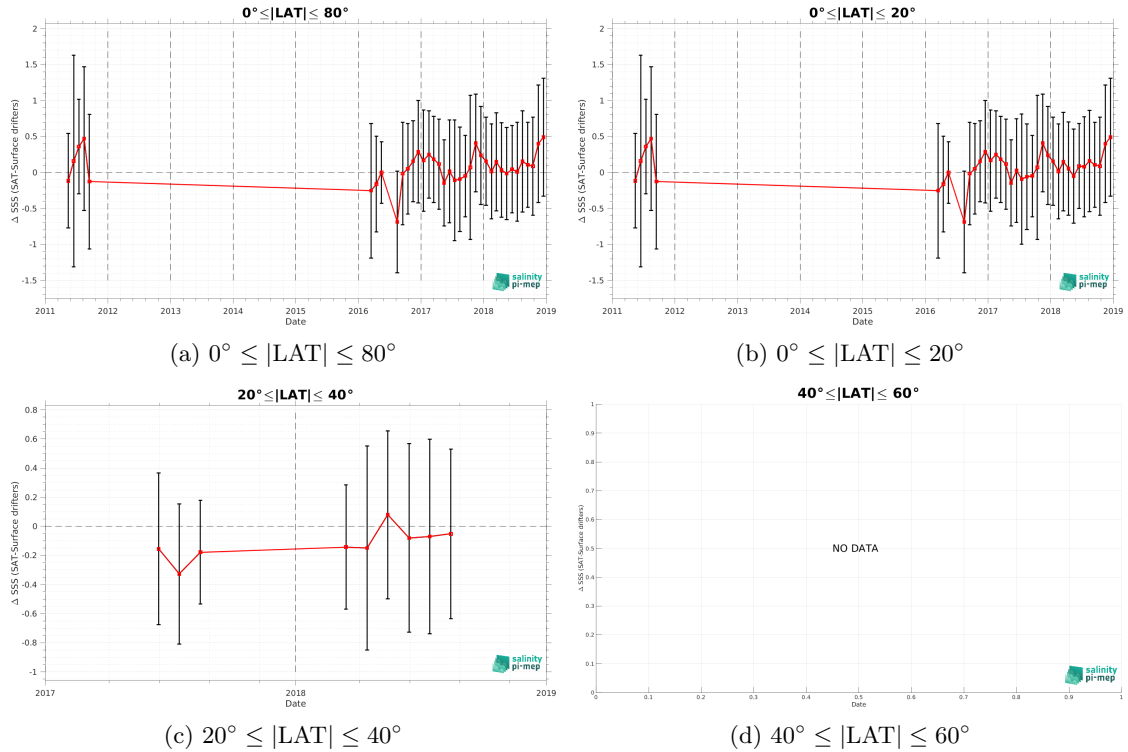 0°≤|LAT|≤ 80°
Δ SSS (SAT-Surface drifters)
2
1.5
1
0.5
0
-0.5
-1
-1.5
2011 2012 2013 2014 2015 2016 2017 2018 2019
Date
salinity
pi-mep
(a) 0° ≤ |LAT| ≤ 80°
0°≤|LAT|≤ 20°
Δ SSS (SAT-Surface drifters)
2
1.5
1
0.5
0
-0.5
-1
-1.5
2011 2012 2013 2014 2015 2016 2017 2018 2019
Date
salinity
pi-mep
(b) 0° ≤ |LAT| ≤ 20°
20°≤|LAT|≤ 40°
Δ SSS (SAT-Surface drifters)
0.8
0.6
0.4
0.2
0
-0.2
-0.4
-0.6
-0.8
-1
2017 2018 2019
Date
salinity
pi-mep
(c) 20° ≤ |LAT| ≤ 40°
40°≤|LAT|≤ 60°
Δ SSS (SAT-Surface drifters)
1
0.9
0.8
0.7
0.6
0.5
0.4
0.3
0.2
0.1
0
NO DATA
0 0.1 0.2 0.3 0.4 0.5 0.6 0.7 0.8 0.9 1
Date
salinity
pi-mep
(d) 40° ≤ |LAT| ≤ 60°